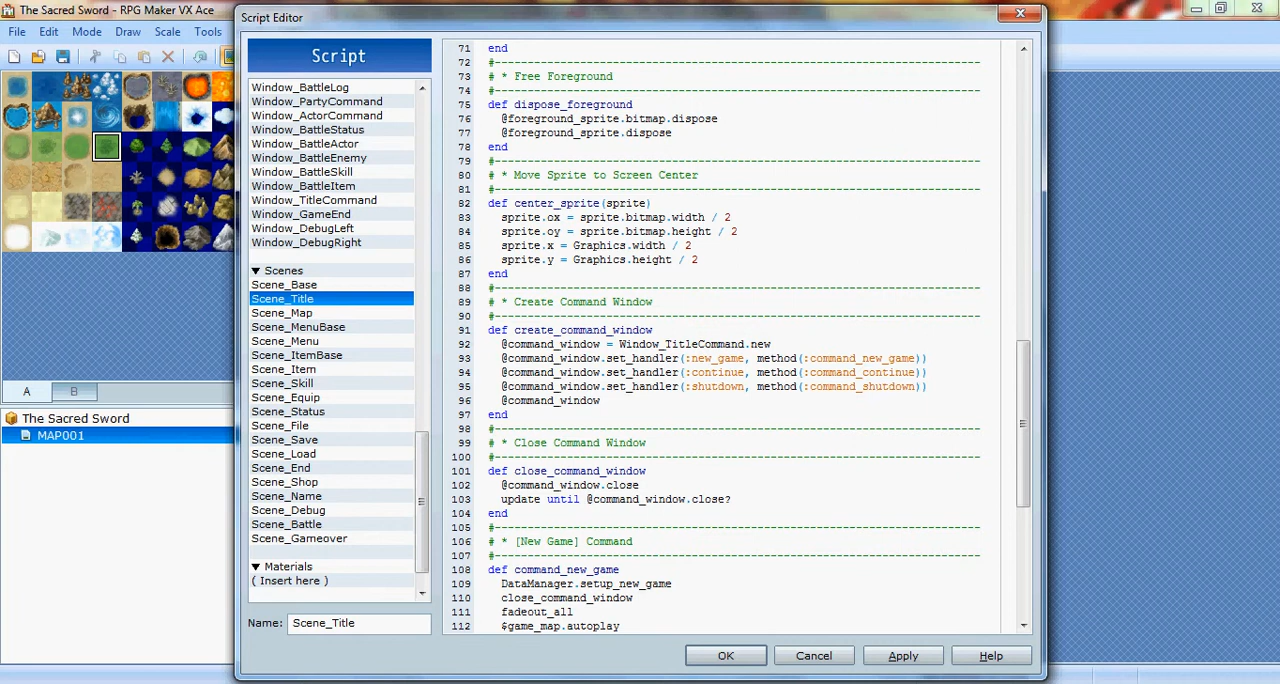 The Sacred Sword - RPG Maker VX Ace
File Edit Mode Draw Scale Tools
A B
The Sacred Sword
MAP001
Script Editor
Script
Window_BattleLog
Window_PartyCommand
Window_ActorCommand
Window_BattleStatus
Window_BattleActor
Window_BattleEnemy
Window_BattleSkill
Window_BattleItem
Window_TitleCommand
Window_GameEnd
Window_DebugLeft
Window_DebugRight
▼ Scenes
Scene_Base
Scene_Title
Scene_Map
Scene_MenuBase
Scene_Menu
Scene_ItemBase
Scene_Item
Scene_Skill
Scene_Equip
Scene_Status
Scene_File
Scene_Save
Scene_Load
Scene_End
Scene_Shop
Scene_Name
Scene_Debug
Scene_Battle
Scene_Gameover
▼ Materials
( Insert here )
Name: Scene_Title
71 end
72 #--------------------------------------------------------------------------
73 # * Free Foreground
74 #--------------------------------------------------------------------------
75 def dispose_foreground
76 @foreground_sprite.bitmap.dispose
77 @foreground_sprite.dispose
78 end
79 #--------------------------------------------------------------------------
80 # * Move Sprite to Screen Center
81 #--------------------------------------------------------------------------
82 def center_sprite(sprite)
83 sprite.ox = sprite.bitmap.width / 2
84 sprite.oy = sprite.bitmap.height / 2
85 sprite.x = Graphics.width / 2
86 sprite.y = Graphics.height / 2
87 end
88 #--------------------------------------------------------------------------
89 # * Create Command Window
90 #--------------------------------------------------------------------------
91 def create_command_window
92 @command_window = Window_TitleCommand.new
93 @command_window.set_handler(:new_game, method(:command_new_game))
94 @command_window.set_handler(:continue, method(:command_continue))
95 @command_window.set_handler(:shutdown, method(:command_shutdown))
96 @command_window
97 end
98 #--------------------------------------------------------------------------
99 # * Close Command Window
100 #--------------------------------------------------------------------------
101 def close_command_window
102 @command_window.close
103 update until @command_window.close?
104 end
105 #--------------------------------------------------------------------------
106 # * [New Game] Command
107 #--------------------------------------------------------------------------
108 def command_new_game
109 DataManager.setup_new_game
110 close_command_window
111 fadeout_all
112 $game_map.autoplay
OK Cancel Apply Help